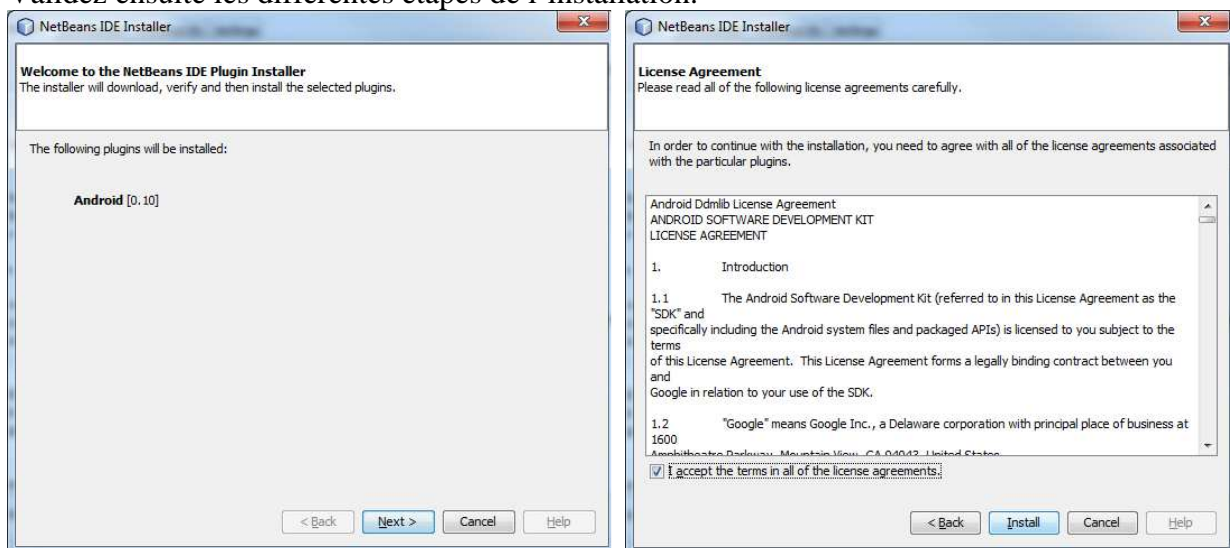 Validez ensuite les différentes étapes de l'installation.
NetBeans IDE Installer
Welcome to the NetBeans IDE Plugin Installer
The installer will download, verify and then install the selected plugins.
The following plugins will be installed:
Android [0.10]
< Back
Next >
Cancel
Help
NetBeans IDE Installer
License Agreement
Please read all of the following license agreements carefully.
In order to continue with the installation, you need to agree with all of the license agreements associated
with the particular plugins.
Android Ddmlib License Agreement
ANDROID SOFTWARE DEVELOPMENT KIT
LICENSE AGREEMENT
1. Introduction
1.1 The Android Software Development Kit (referred to in this License Agreement as the
"SDK" and
specifically including the Android system files and packaged APIs) is licensed to you subject to the
terms
of this License Agreement. This License Agreement forms a legally binding contract between you
and
Google in relation to your use of the SDK.
1.2 "Google" means Google Inc., a Delaware corporation with principal place of business at
1600
Amphitheatre Parkway, Mountain View, CA 94043, United States
I accept the terms in all of the license agreements.
< Back
Install
Cancel
Help